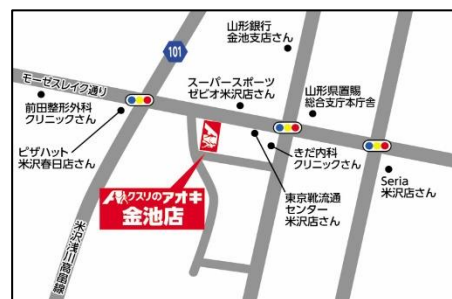 山形銀行
金池支店さん
101
モーゼスレイク通り
スーパースポーツ
ゼビオ米沢店さん
山形県置賜
総合支庁本庁舎
前田整形外科
クリニックさん
ピザハット
米沢春日店さん
きだ内科
クリニックさん
東京靴流通
センター
米沢店さん
Seria
米沢店さん
クスリのアオキ
金池店
米沢浅川高畠線